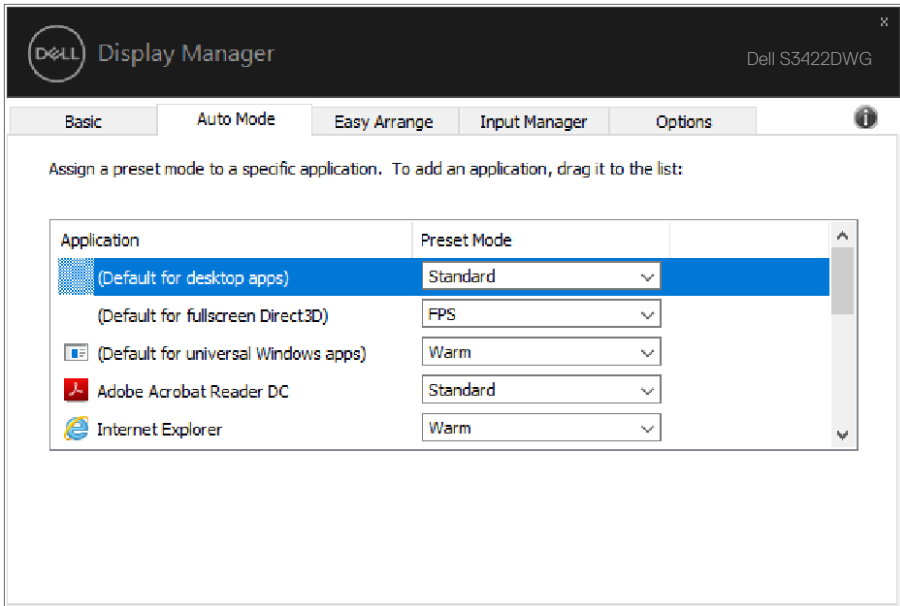 x
DELL Display Manager
Dell S3422DWG
Basic Auto Mode Easy Arrange Input Manager Options i
Assign a preset mode to a specific application. To add an application, drag it to the list:
Application Preset Mode
(Default for desktop apps) Standard
(Default for fullscreen Direct3D) FPS
(Default for universal Windows apps) Warm
Adobe Acrobat Reader DC Standard
Internet Explorer Warm